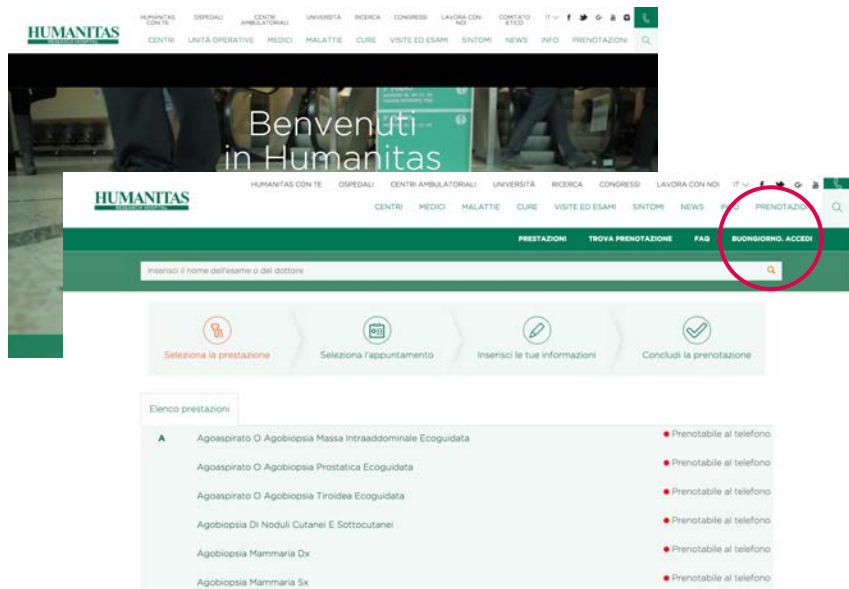 HUMANITAS
RESEARCH HOSPITAL
HUMANITAS CON TE OSPEDALI CENTRI AMBULATORIALI UNIVERSITÀ RICERCA CONGRESSI LAVORA CON NOI COMITATO ETICO IT
CENTRI UNITÀ OPERATIVE MEDICI MALATTIE CURE VISITE ED ESAMI SINTOMI NEWS INFO PRENOTAZIONI
Benvenuti
in Humanitas
HUMANITAS
RESEARCH HOSPITAL
HUMANITAS CON TE OSPEDALI CENTRI AMBULATORIALI UNIVERSITÀ RICERCA CONGRESSI LAVORA CON NOI IT
CENTRI MEDICI MALATTIE CURE VISITE ED ESAMI SINTOMI NEWS INFO PRENOTAZIONI
PRESTAZIONI TROVA PRENOTAZIONE FAQ BUONGIORNO. ACCEDI
Inserisci il nome dell'esame o del dottore
Seleziona la prestazione Seleziona l'appuntamento Inserisci le tue informazioni Concludi la prenotazione
Elenco prestazioni
A Agoaspirato O Agobiopsia Massa Intraaddominale Ecoguidata Prenotabile al telefono
Agoaspirato O Agobiopsia Prostatica Ecoguidata Prenotabile al telefono
Agoaspirato O Agobiopsia Tiroidea Ecoguidata Prenotabile al telefono
Agobiopsia Di Noduli Cutanei E Sottocutanei Prenotabile al telefono
Agobiopsia Mammaria Dx Prenotabile al telefono
Agobiopsia Mammaria Sx Prenotabile al telefono